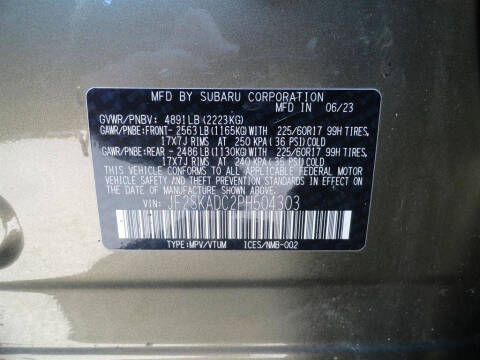 MFD BY SUBARU CORPORATION
MFD IN 06/23
GVWR/PNBV: 4891LB (2223KG)
GAWR/PNBE:FRONT- 2563LB (1165KG) WITH 225/60R17 99H TIRES,
17X7J RIMS AT 250 KPA (36 PSI) COLD
GAWR/PNBE:REAR - 2486LB (1130KG) WITH 225/60R17 99H TIRES,
17X7J RIMS AT 240 KPA (35 PSI) COLD
THIS VEHICLE CONFORMS TO ALL APPLICABLE
FEDERAL MOTOR VEHICLE SAFETY, BUMPER,
AND THEFT PREVENTION STANDARDS IN EFFECT ON
THE DATE OF MANUFACTURE SHOWN ABOVE.
VIN: JF2SKADC2PH504303
TYPE:MPV/VTUM ICES/NMB-002